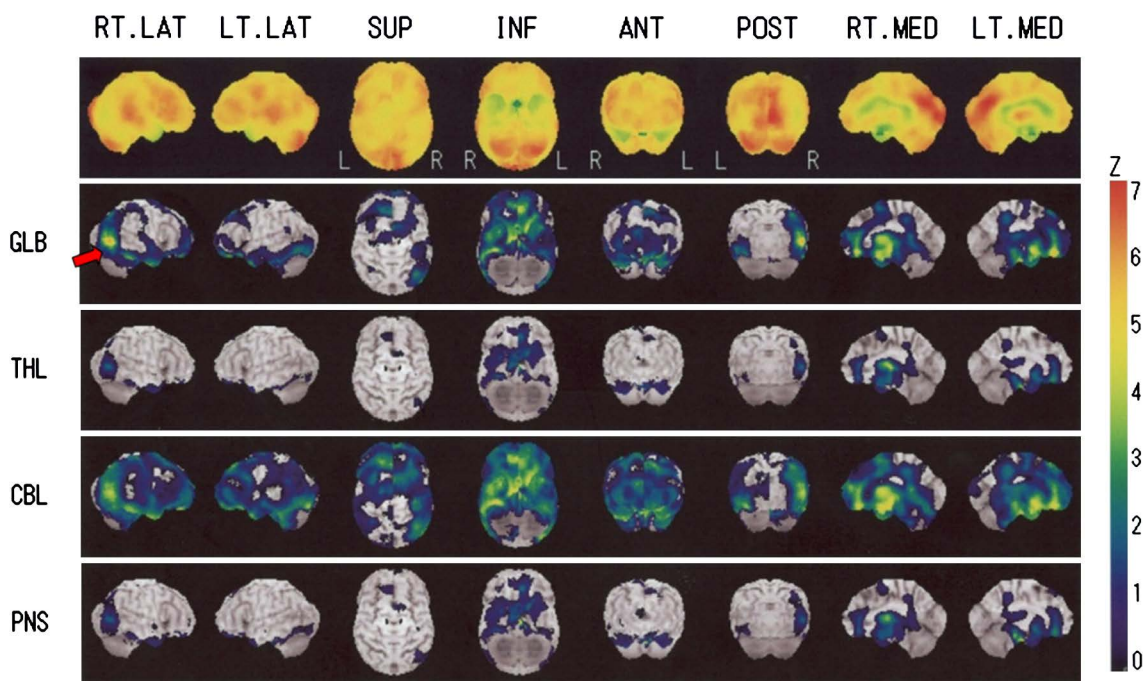 RT.LAT LT.LAT SUP INF ANT POST RT.MED LT.MED
L R R L R L L R
Z
7
GLB
6
5
THL
4
3
CBL
2
1
PNS
0